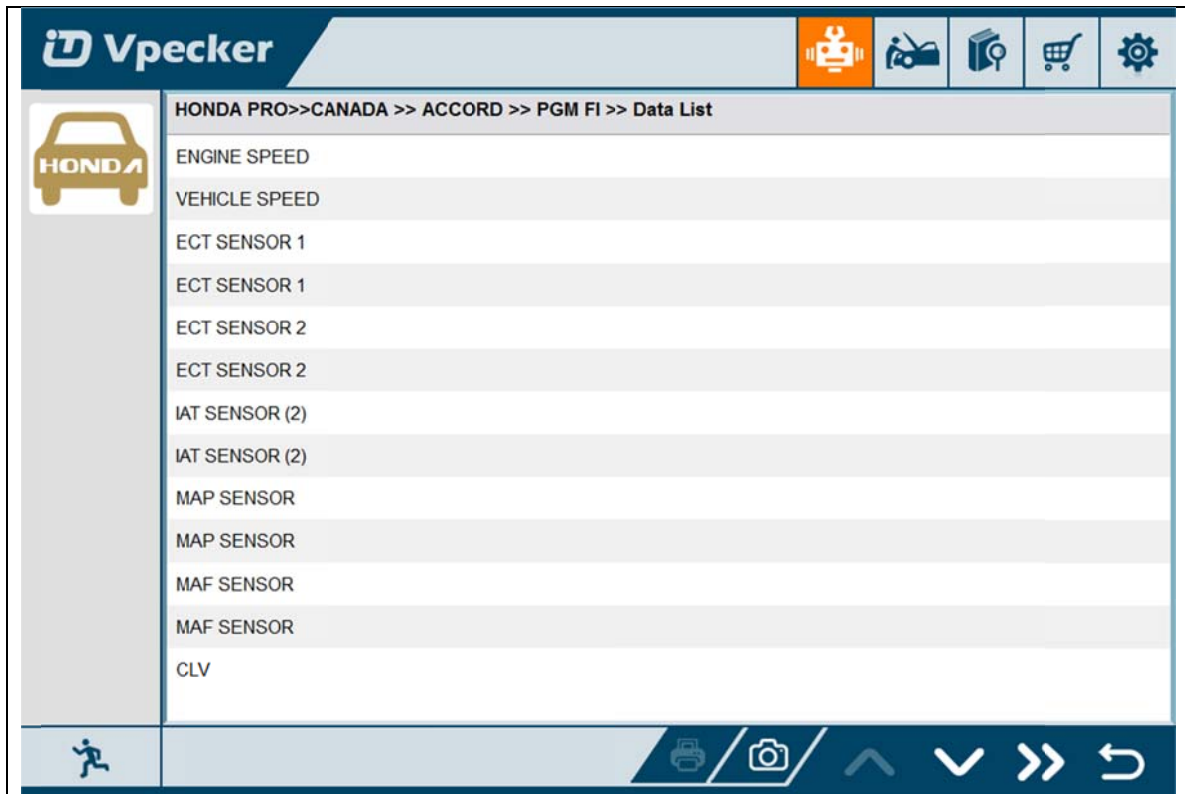 Vpecker
HONDA PRO>>CANADA >> ACCORD >> PGM FI >> Data List
HONDA
ENGINE SPEED
VEHICLE SPEED
ECT SENSOR 1
ECT SENSOR 1
ECT SENSOR 2
ECT SENSOR 2
IAT SENSOR (2)
IAT SENSOR (2)
MAP SENSOR
MAP SENSOR
MAF SENSOR
MAF SENSOR
CLV